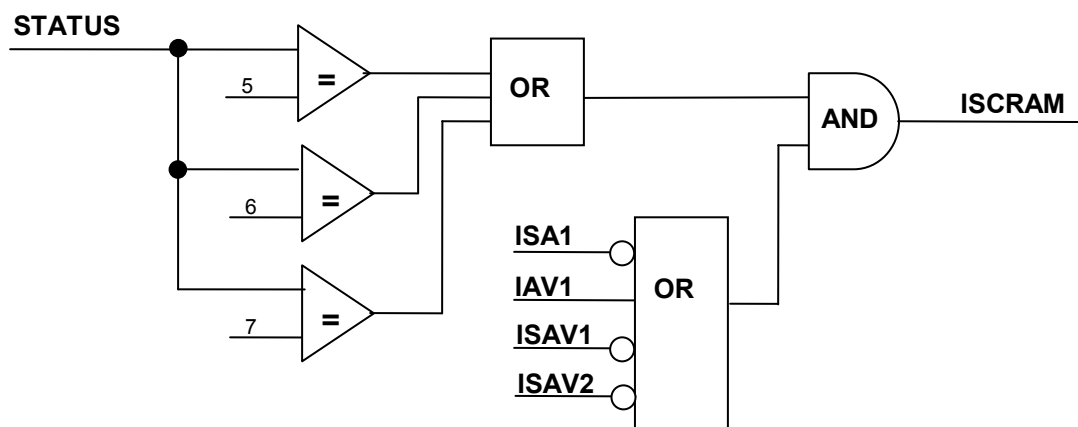 STATUS
5
=
OR
AND
ISCRAM
6
=
ISA1
IAV1
OR
7
=
ISAV1
ISAV2